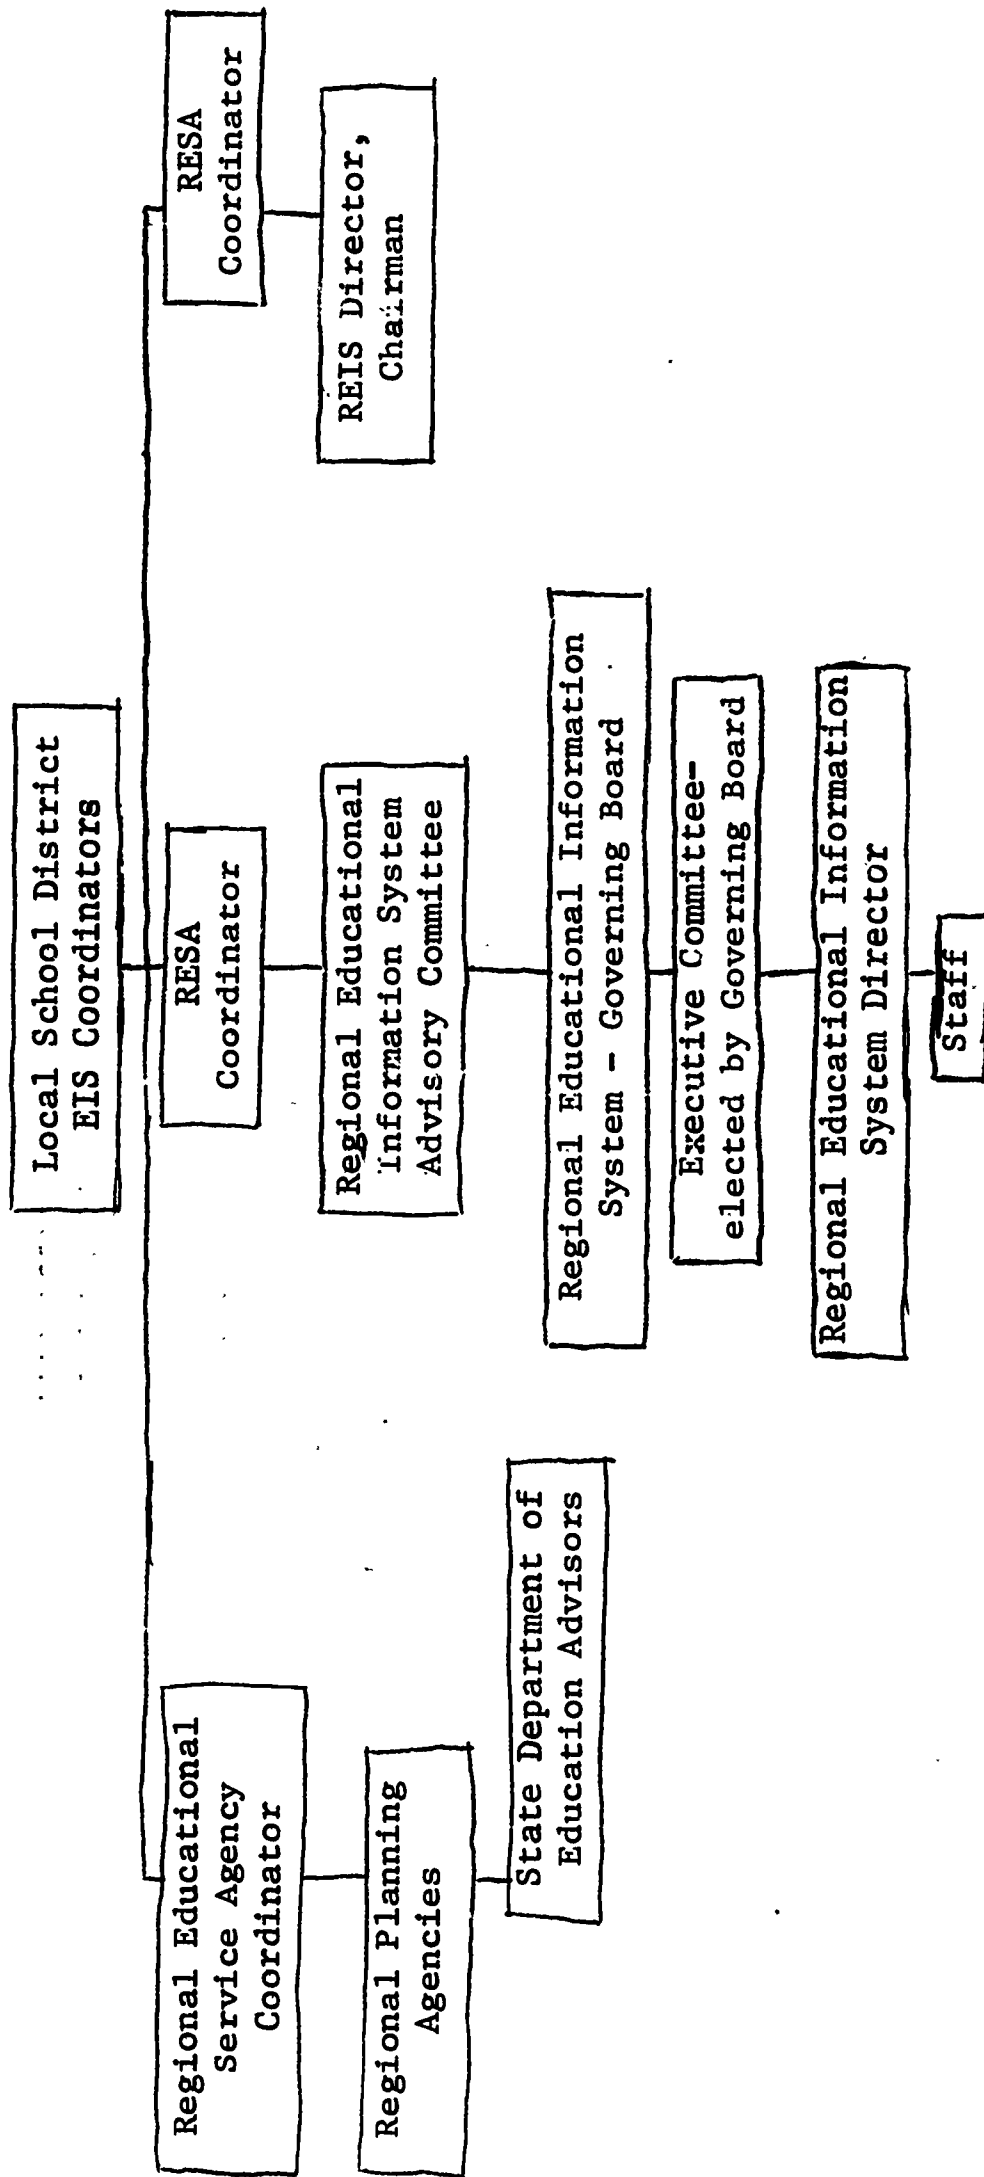 Local School District
EIS Coordinators
Regional Educational
Service Agency
Coordinator
RESA
Coordinator
RESA
Coordinator
Regional Planning
Agencies
Regional Educational
Information System
Advisory Committee
REIS Director,
Chairman
State Department of
Education Advisors
Regional Educational Information
System - Governing Board
Executive Committee-
elected by Governing Board
Regional Educational Information
System Director
Staff